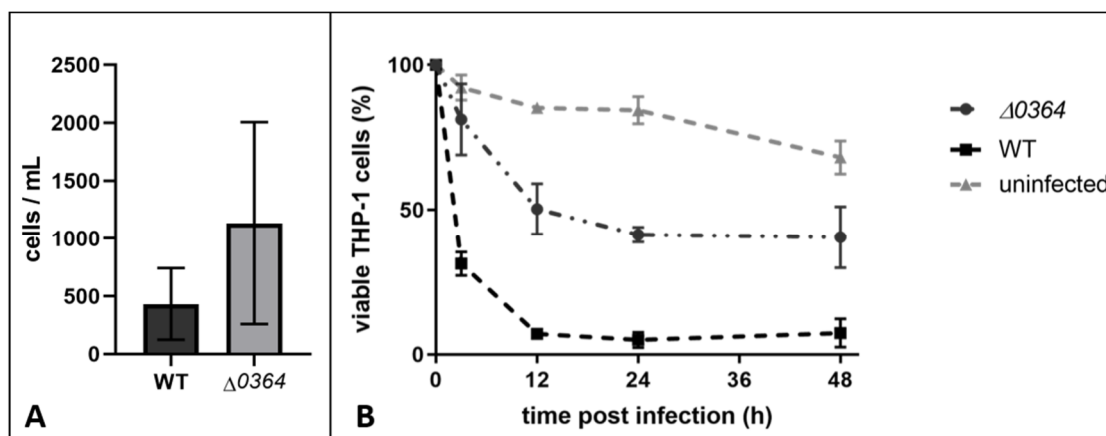 2500
2000
1500
1000
500
0
cells / mL
WT
Δ0364
A
100
50
0
viable THP-1 cells (%)
0
12
24
36
48
time post infection (h)
B
Δ0364
WT
uninfected